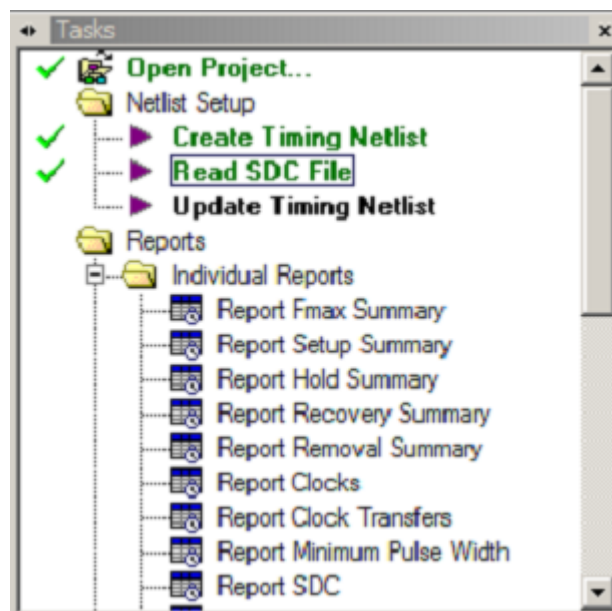 Tasks
Open Project...
Netlist Setup
Create Timing Netlist
Read SDC File
Update Timing Netlist
Reports
Individual Reports
Report Fmax Summary
Report Setup Summary
Report Hold Summary
Report Recovery Summary
Report Removal Summary
Report Clocks
Report Clock Transfers
Report Minimum Pulse Width
Report SDC